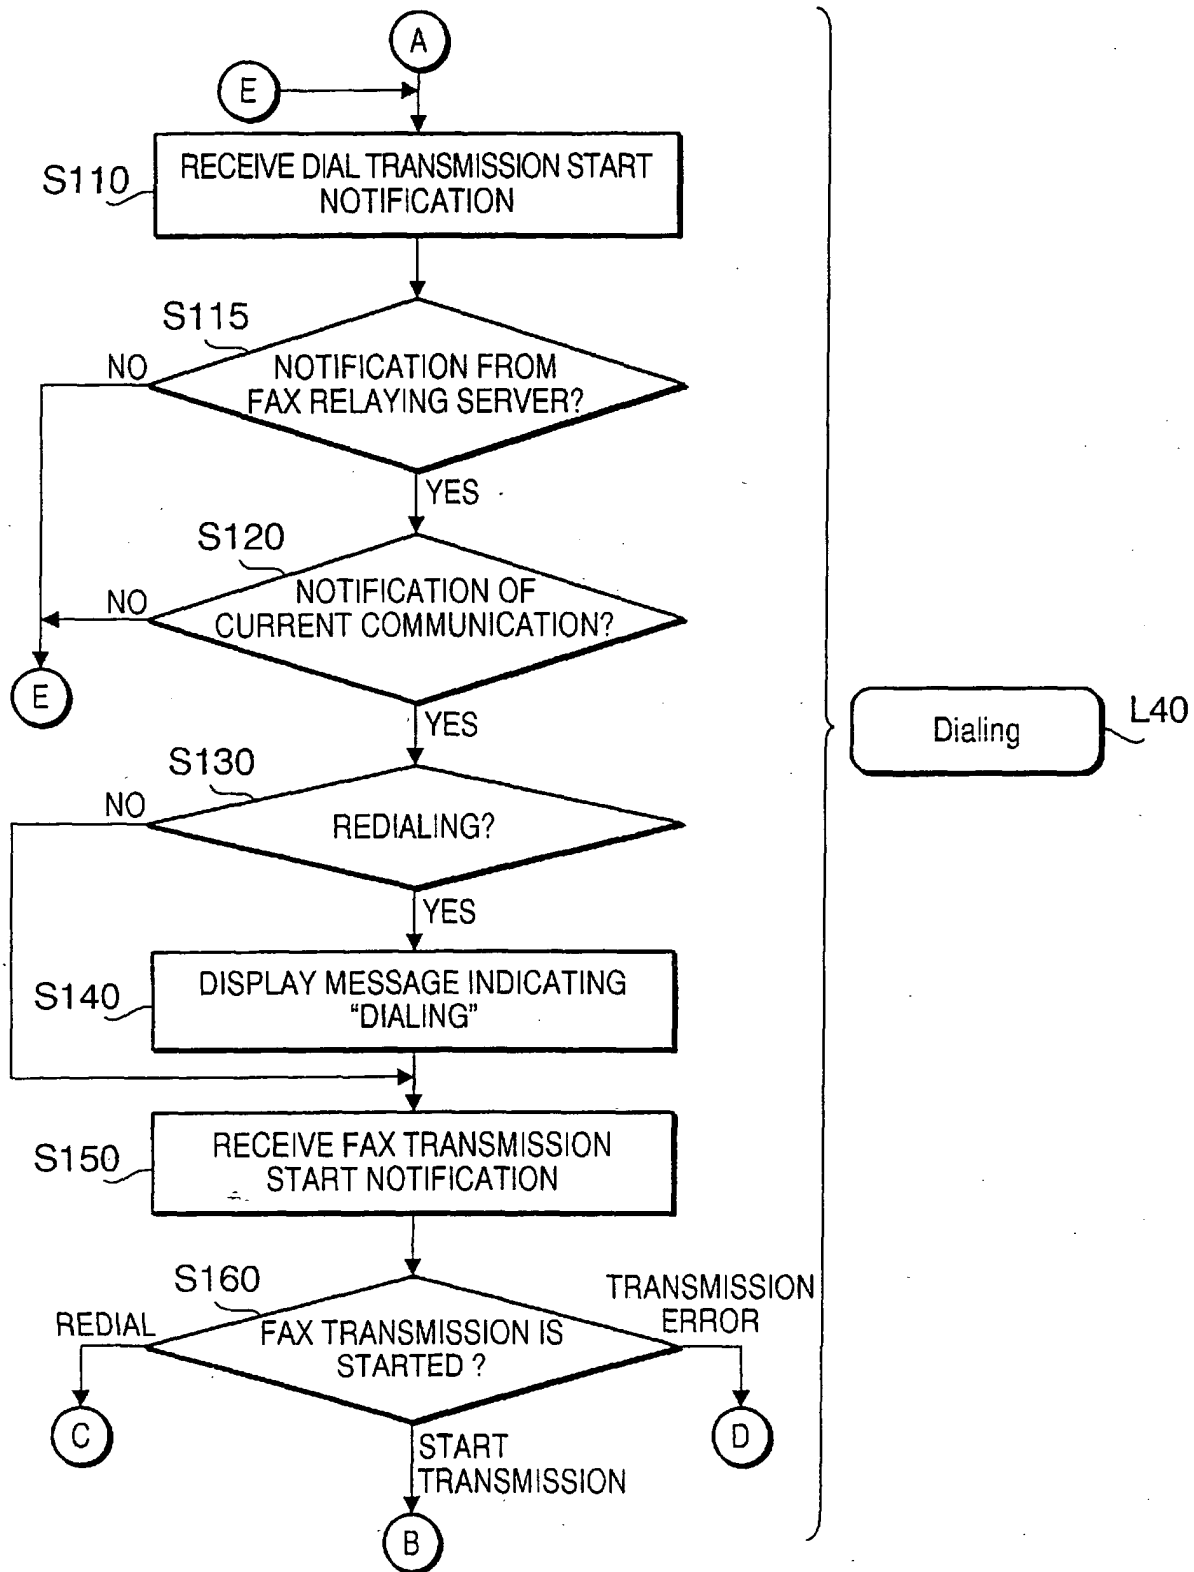 A
E
S110
RECEIVE DIAL TRANSMISSION START
NOTIFICATION
S115
NO
NOTIFICATION FROM
FAX RELAYING SERVER?
YES
S120
NO
NOTIFICATION OF
CURRENT COMMUNICATION?
E
YES
Dialing
L40
S130
NO
REDIALING?
YES
S140
DISPLAY MESSAGE INDICATING
“DIALING”
S150
RECEIVE FAX TRANSMISSION
START NOTIFICATION
S160
REDIAL
FAX TRANSMISSION IS
STARTED ?
TRANSMISSION
ERROR
C
D
START
TRANSMISSION
B